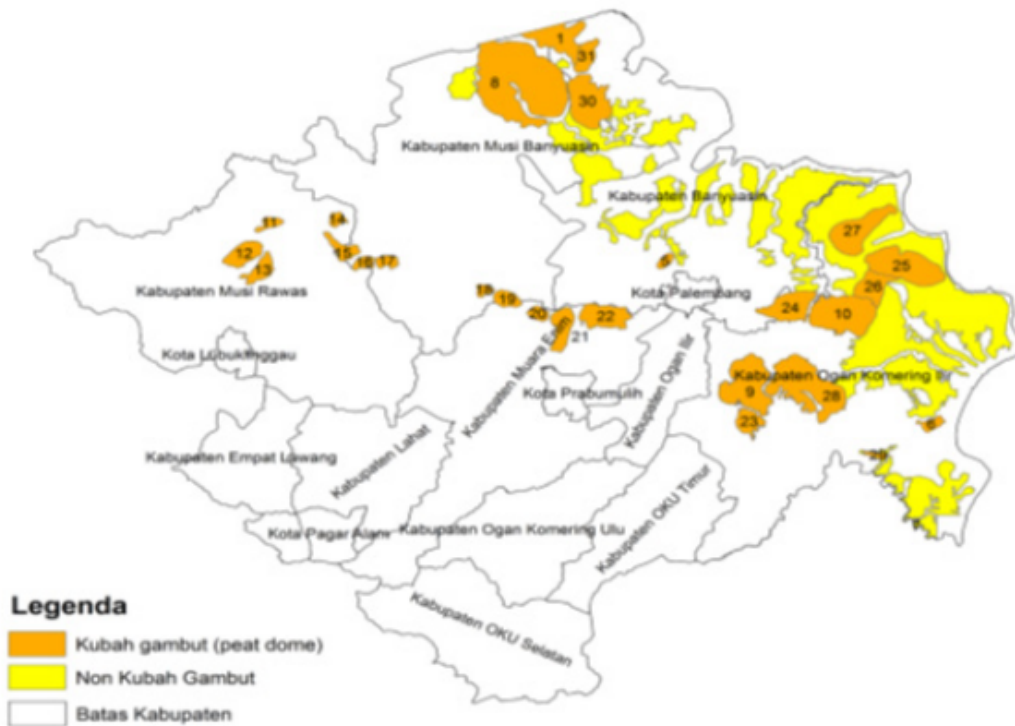 1
31
8
30
Kabupaten Musi Banyuasin
Kabupaten Banyuasin
14
11
12
13
15
16
17
27
25
26
Kabupaten Musi Rawas
Kota Palembang
18
19
20
22
21
24
10
Kota Lubuklinggau
Kabupaten Muara Enim
Kota Prabumulih
Kabupaten Ogan Ilir
Kabupaten Ogan Komering Ilir
9
28
23
6
29
Kabupaten Empat Lawang
Kabupaten Lahat
Kota Pagar Alam
Kabupaten Ogan Komering Ulu
Kabupaten OKU Timur
Kabupaten OKU Selatan
Legenda
Kubah gambut (peat dome)
Non Kubah Gambut
Batas Kabupaten